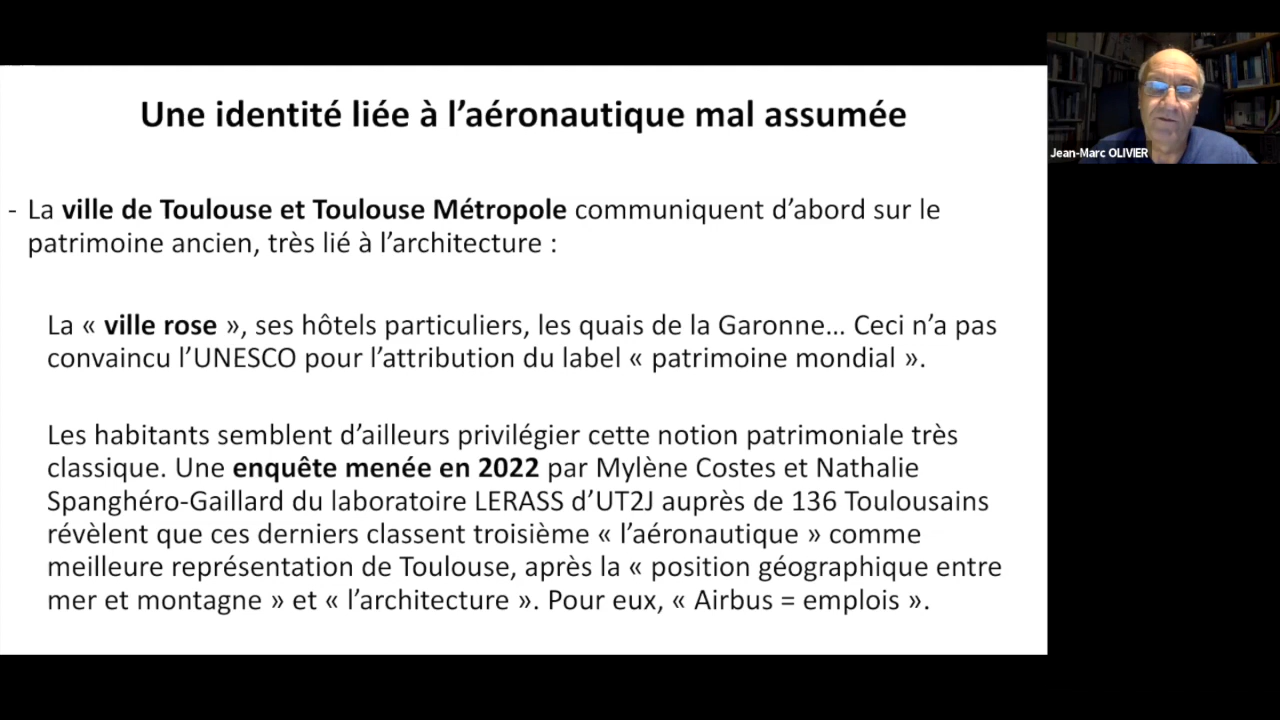 Une identité liée à l’aéronautique mal assumée
Jean-Marc OLIVIER
- La ville de Toulouse et Toulouse Métropole communiquent d’abord sur le
patrimoine ancien, très lié à l’architecture :
La « ville rose », ses hôtels particuliers, les quais de la Garonne… Ceci n’a pas
convaincu l’UNESCO pour l’attribution du label « patrimoine mondial ».
Les habitants semblent d’ailleurs privilégier cette notion patrimoniale très
classique. Une enquête menée en 2022 par Mylène Costes et Nathalie
Spanghéro-Gaillard du laboratoire LERASS d’UT2J auprès de 136 Toulousains
révèlent que ces derniers classent troisième « l’aéronautique » comme
meilleure représentation de Toulouse, après la « position géographique entre
mer et montagne » et « l’architecture ». Pour eux, « Airbus = emplois ».